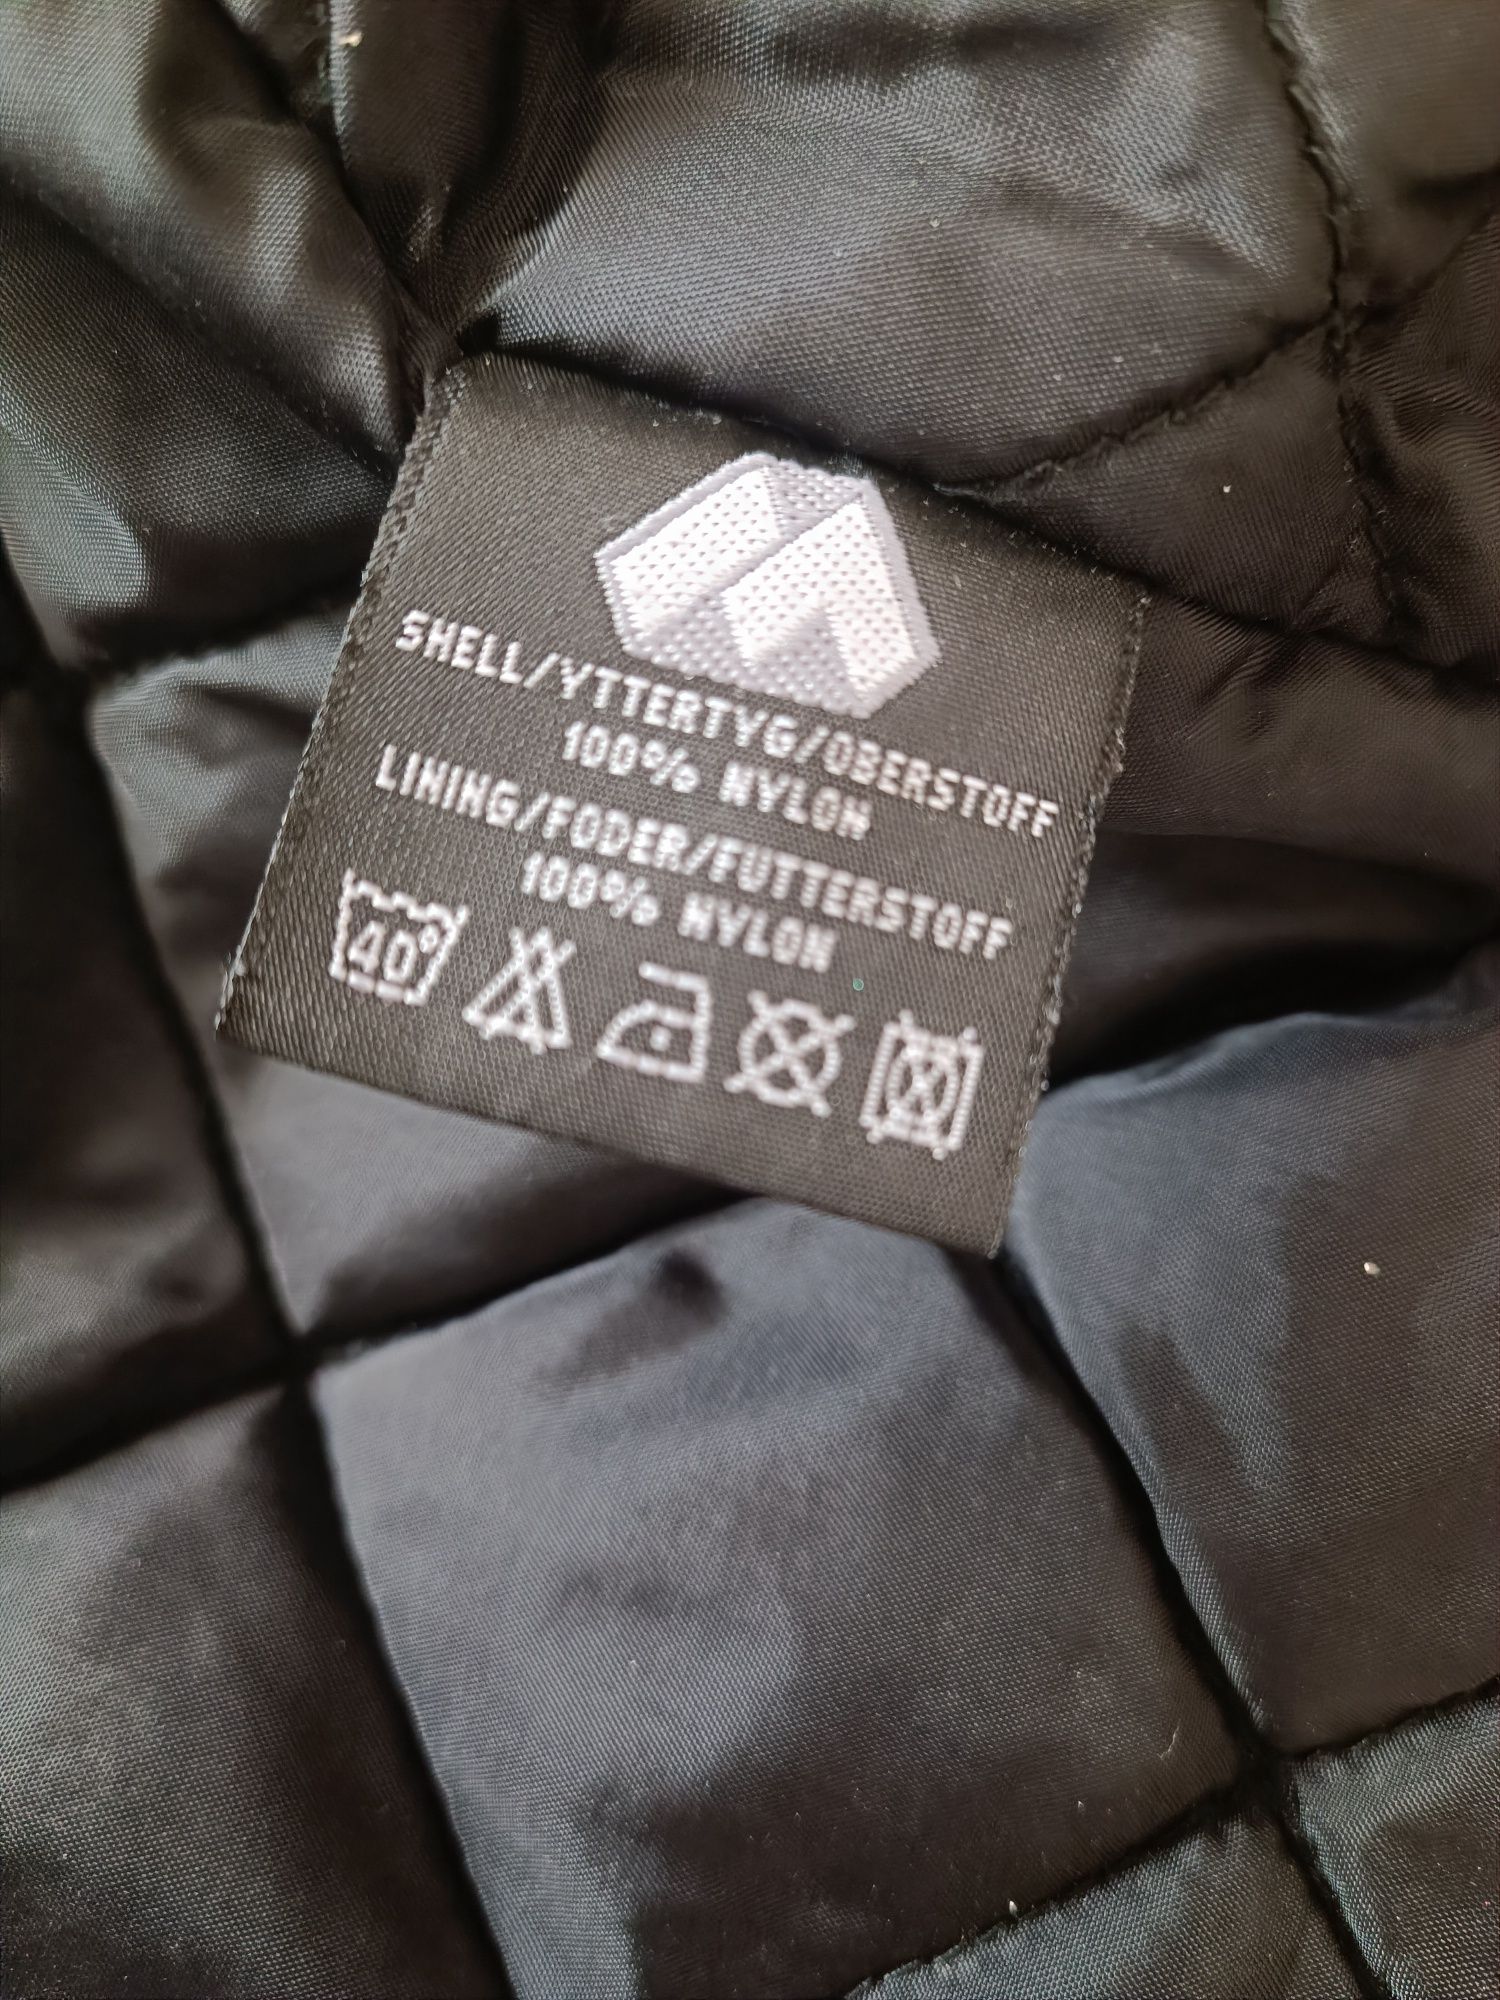 SHELL/YTTERTYG/OBERSTOFF
100% NYLON
LINING/FODER/FUTTERSTOFF
100% NYLON
40°